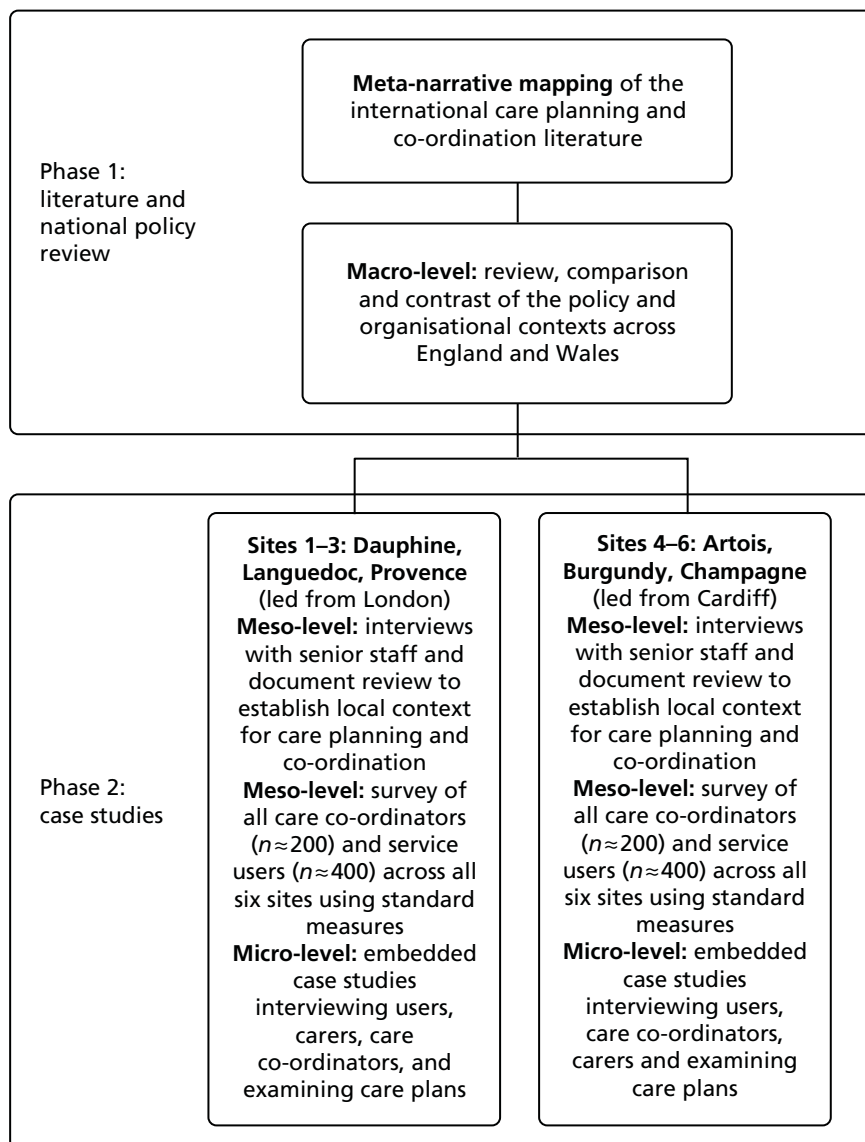 Meta-narrative mapping of the
international care planning and
co-ordination literature
Phase 1:
literature and
national policy
review
Macro-level: review, comparison
and contrast of the policy and
organisational contexts across
England and Wales
Sites 1–3: Dauphine,
Languedoc, Provence
(led from London)
Meso-level: interviews
with senior staff and
document review to
establish local context
for care planning and
co-ordination
Meso-level: survey of
all care co-ordinators
(n≈200) and service
users (n≈400) across all
six sites using standard
measures
Micro-level: embedded
case studies
interviewing users,
carers, care
co-ordinators, and
examining care plans
Sites 4–6: Artois,
Burgundy, Champagne
(led from Cardiff)
Meso-level: interviews
with senior staff and
document review to
establish local context
for care planning and
co-ordination
Meso-level: survey of
all care co-ordinators
(n≈200) and service
users (n≈400) across all
six sites using standard
measures
Micro-level: embedded
case studies
interviewing users,
care co-ordinators,
carers and examining
care plans
Phase 2:
case studies